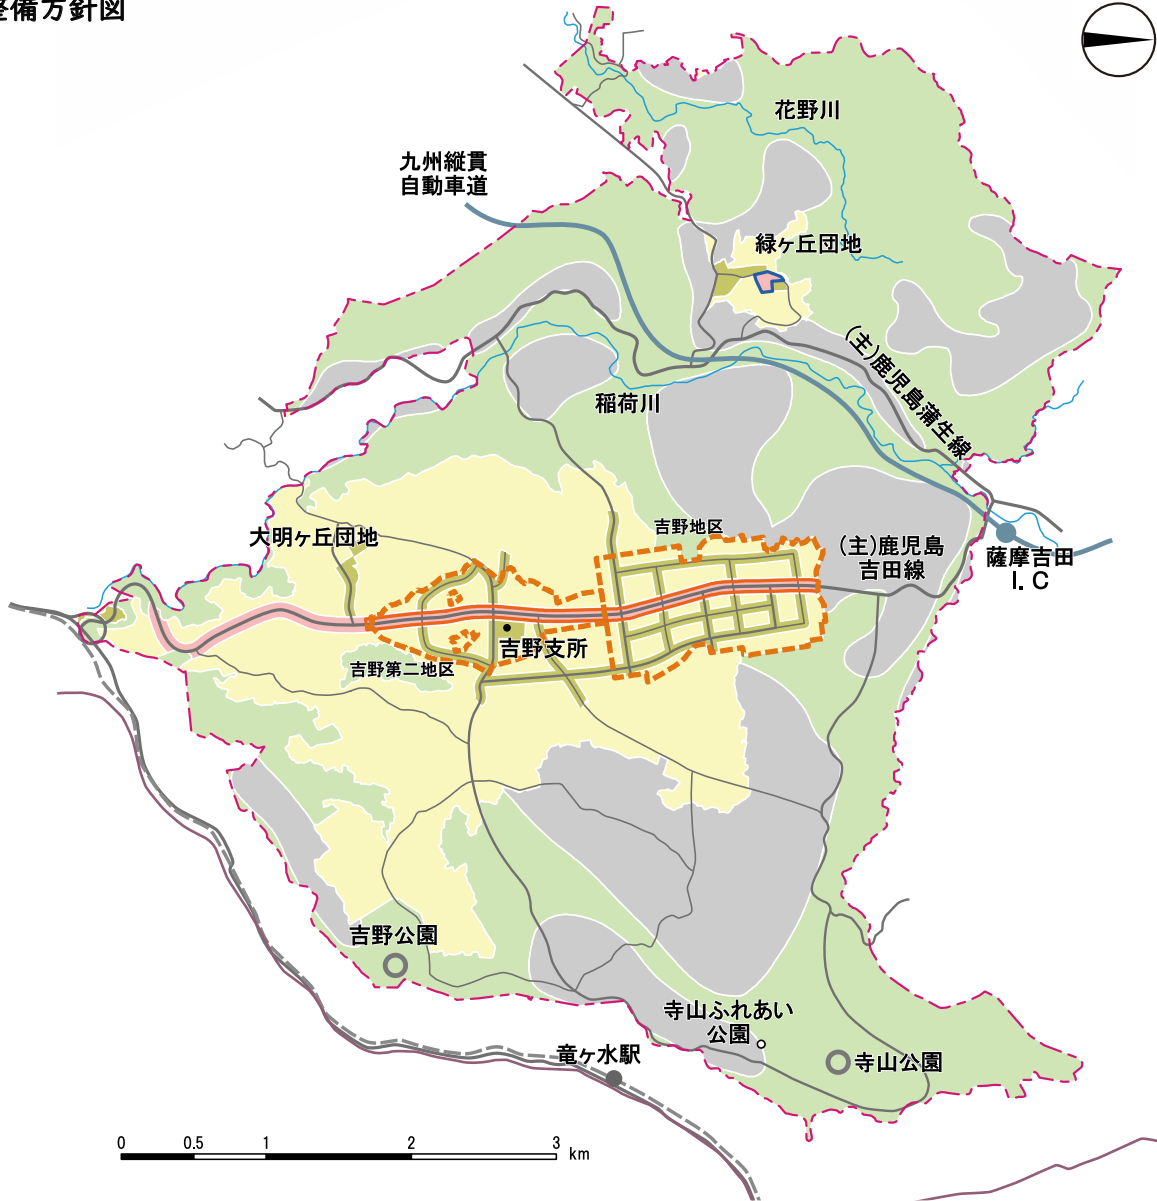 整備方針図
花野川
九州縦貫
自動車道
緑ヶ丘団地
(主)鹿児島蒲生線
稲荷川
吉野地区
大明ヶ丘団地
(主)鹿児島
吉田線
薩摩吉田
I.C
吉野支所
吉野第二地区
吉野公園
寺山ふれあい
公園
竜ヶ水駅
寺山公園
0 0.5 1 2 3 km